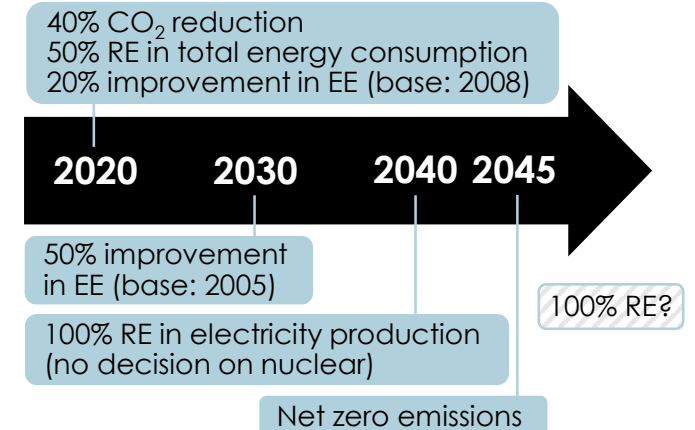 40% CO₂ reduction
50% RE in total energy consumption
20% improvement in EE (base: 2008)
2020 2030 2040 2045
50% improvement
in EE (base: 2005)
100% RE?
100% RE in electricity production
(no decision on nuclear)
Net zero emissions